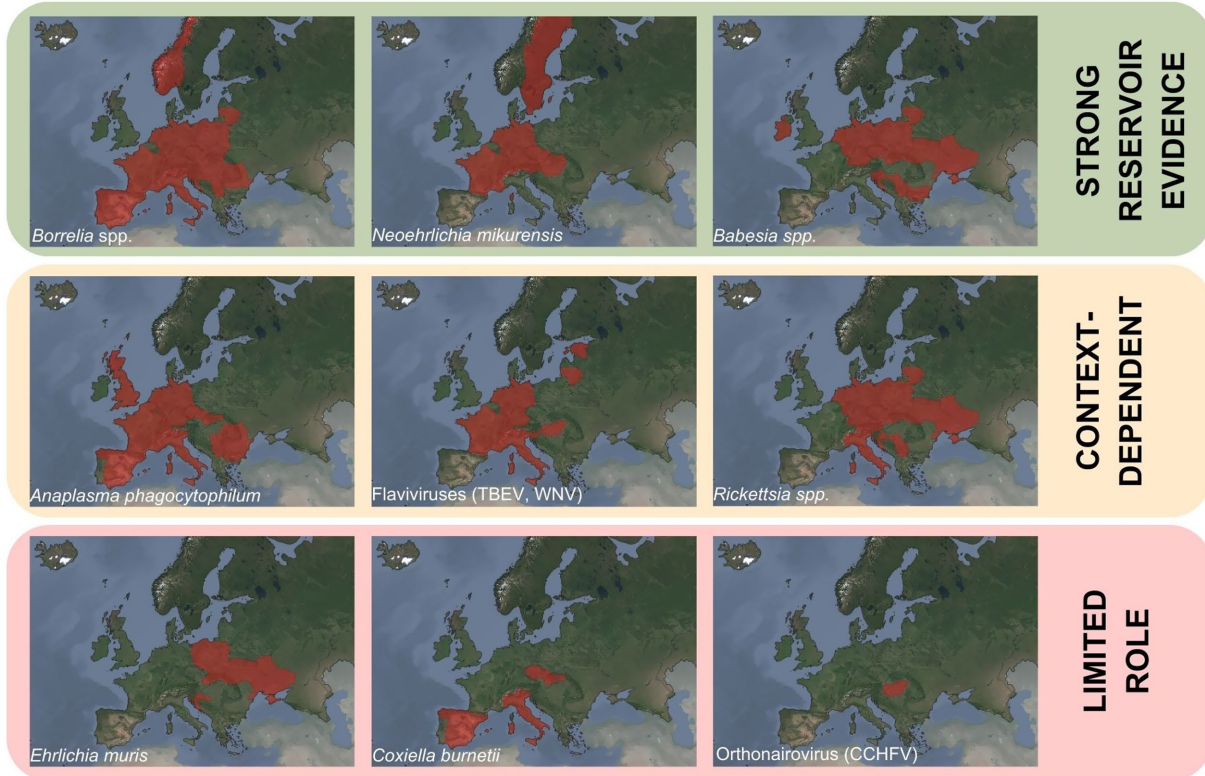 Borrelia spp.
Neoehrlichia mikurensis
Babesia spp.
STRONG
RESERVOIR
EVIDENCE
Anaplasma phagocytophilum
Flaviviruses (TBEV, WNV)
Rickettsia spp.
CONTEXT-
DEPENDENT
Ehrlichia muris
Coxiella burnetii
Orthonairovirus (CCHFV)
LIMITED
ROLE